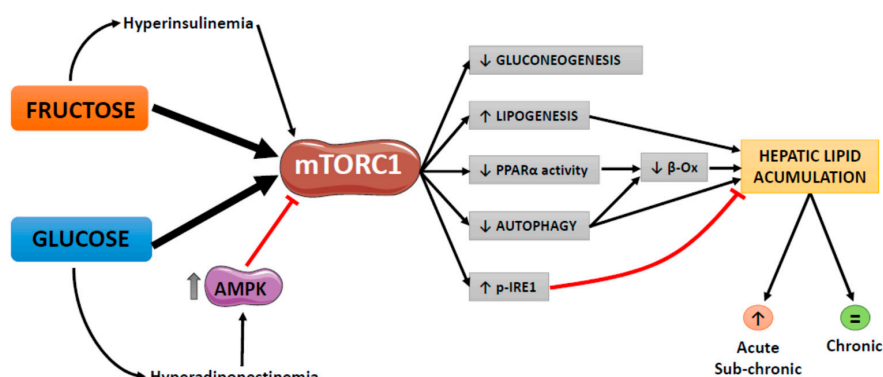 Hyperinsulinemia
FRUCTOSE
GLUCOSE
mTORC1
↑ AMPK
Hyperadiponectinemia
↓ GLUCONEOGENESIS
↑ LIPOGENESIS
↓ PPARα activity
↓ β-Ox
↓ AUTOPHAGY
↑ p-IRE1
HEPATIC LIPID
ACUMULATION
↑
Acute
Sub-chronic
=
Chronic